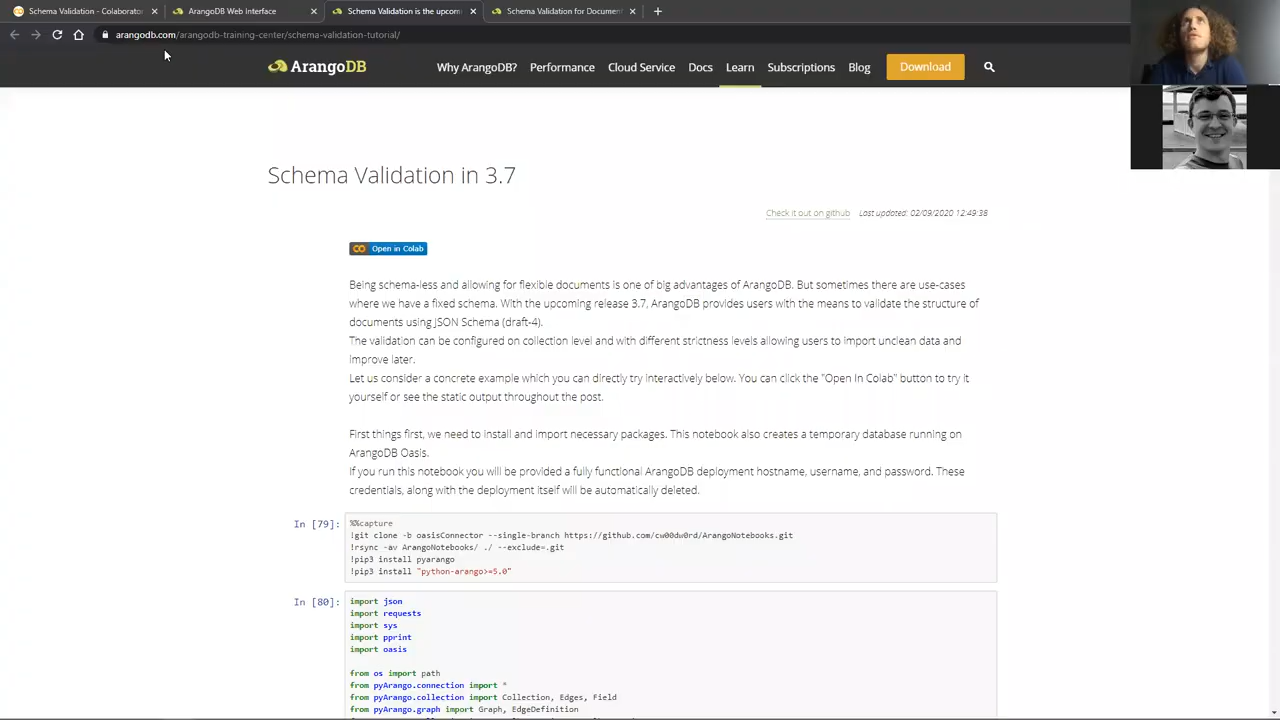 Schema Validation - Colaborator
ArangoDB Web Interface
Schema Validation is the upcom
Schema Validation for Document
arangodb.com/arangodb-training-center/schema-validation-tutorial/
ArangoDB
Why ArangoDB?
Performance
Cloud Service
Docs
Learn
Subscriptions
Blog
Download
Schema Validation in 3.7
Check it out on github
Last updated: 02/09/2020 12:49:38
Open in Colab
Being schema-less and allowing for flexible documents is one of big advantages of ArangoDB. But sometimes there are use-cases
where we have a fixed schema. With the upcoming release 3.7, ArangoDB provides users with the means to validate the structure of
documents using JSON Schema (draft-4).
The validation can be configured on collection level and with different strictness levels allowing users to import unclean data and
improve later.
Let us consider a concrete example which you can directly try interactively below. You can click the "Open In Colab" button to try it
yourself or see the static output throughout the post.
First things first, we need to install and import necessary packages. This notebook also creates a temporary database running on
ArangoDB Oasis.
If you run this notebook you will be provided a fully functional ArangoDB deployment hostname, username, and password. These
credentials, along with the deployment itself will be automatically deleted.
In [79]:
%%capture
!git clone -b oasisConnector --single-branch https://github.com/cw00dw0rd/ArangoNotebooks.git
!rsync -av ArangoNotebooks/ ./ --exclude=.git
!pip3 install pyarango
!pip3 install "python-arango>=5.0"
In [80]:
import json
import requests
import sys
import pprint
import oasis
from os import path
from pyArango.connection import *
from pyArango.collection import Collection, Edges, Field
from pyArango.graph import Graph, EdgeDefinition